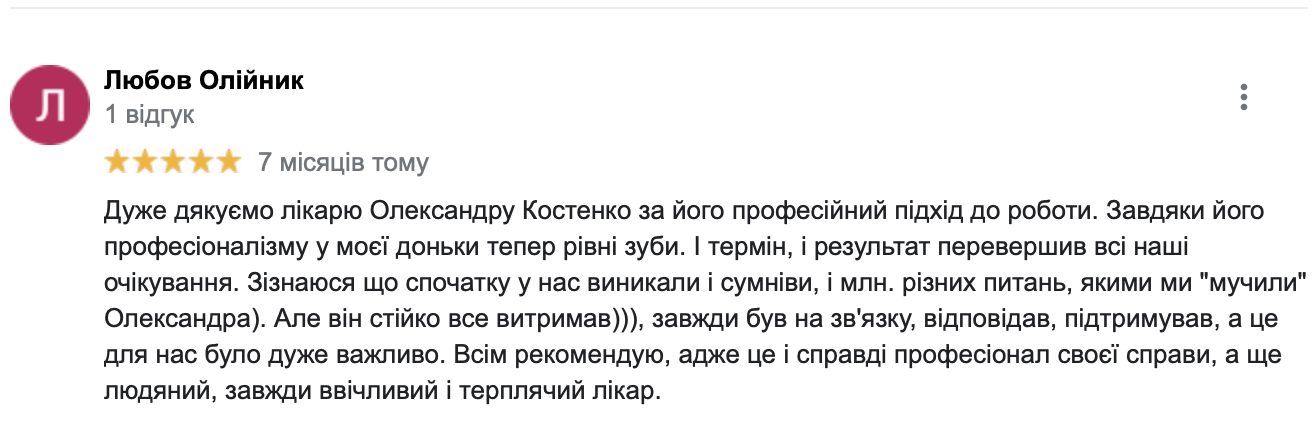 Л
Любов Олійник
1 відгук
7 місяців тому
Дуже дякуємо лікарю Олександру Костенко за його професійний підхід до роботи. Завдяки його
професіоналізму у моєї доньки тепер рівні зуби. І термін, і результат перевершив всі наші
очікування. Зізнаюся що спочатку у нас виникали і сумніви, і млн. різних питань, якими ми "мучили"
Олександра). Але він стійко все витримав))), завжди був на зв'язку, відповідав, підтримував, а це
для нас було дуже важливо. Всім рекомендую, адже це і справді професіонал своєї справи, а ще
людяний, завжди ввічливий і терплячий лікар.